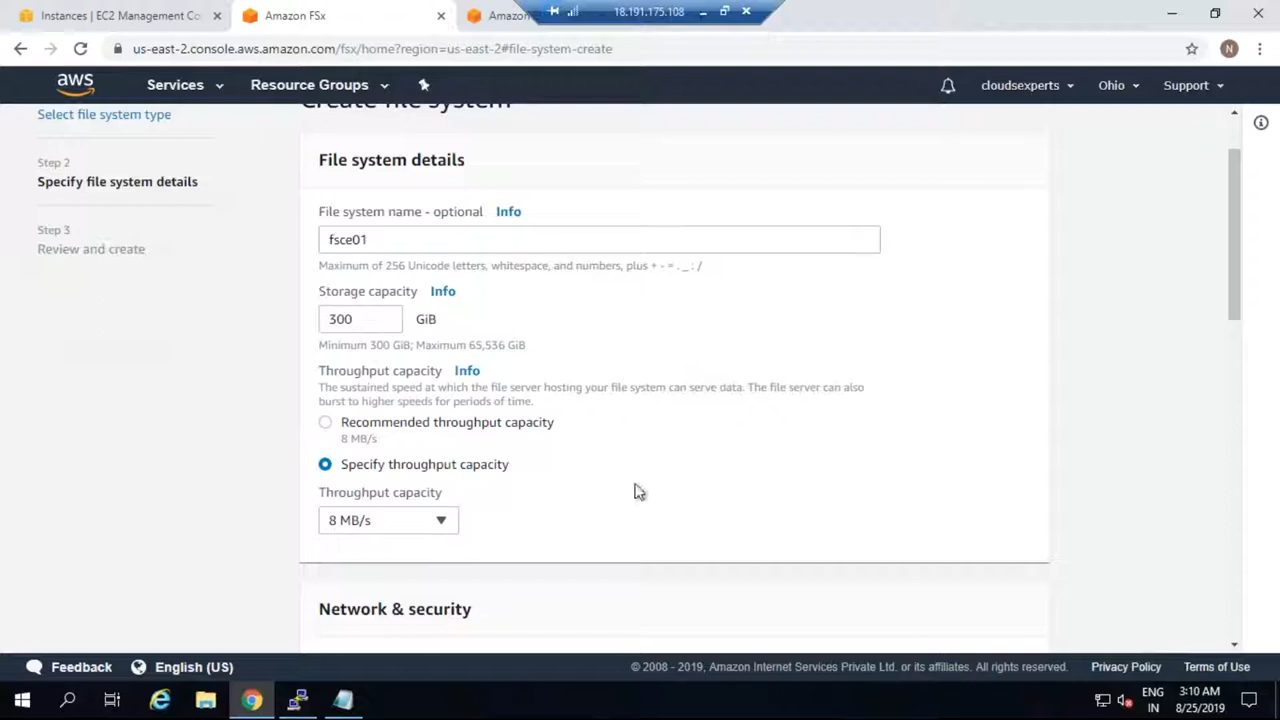 Instances | EC2 Management Co
Amazon FSx
Amazon
18.191.175.108
us-east-2.console.aws.amazon.com/fsx/home?region=us-east-2#file-system-create
N
aws
Services
Resource Groups
cloudsexperts
Ohio
Support
Select file system type
Create file system
Step 2
Specify file system details
Step 3
Review and create
File system details
File system name - optional Info
fsce01
Maximum of 256 Unicode letters, whitespace, and numbers, plus + - = . _ : /
Storage capacity Info
300 GiB
Minimum 300 GiB; Maximum 65,536 GiB
Throughput capacity Info
The sustained speed at which the file server hosting your file system can serve data. The file server can also
burst to higher speeds for periods of time.
Recommended throughput capacity
8 MB/s
Specify throughput capacity
Throughput capacity
8 MB/s
Network & security
Feedback
English (US)
© 2008 - 2019, Amazon Internet Services Private Ltd. or its affiliates. All rights reserved.
Privacy Policy
Terms of Use
ENG
IN
3:10 AM
8/25/2019